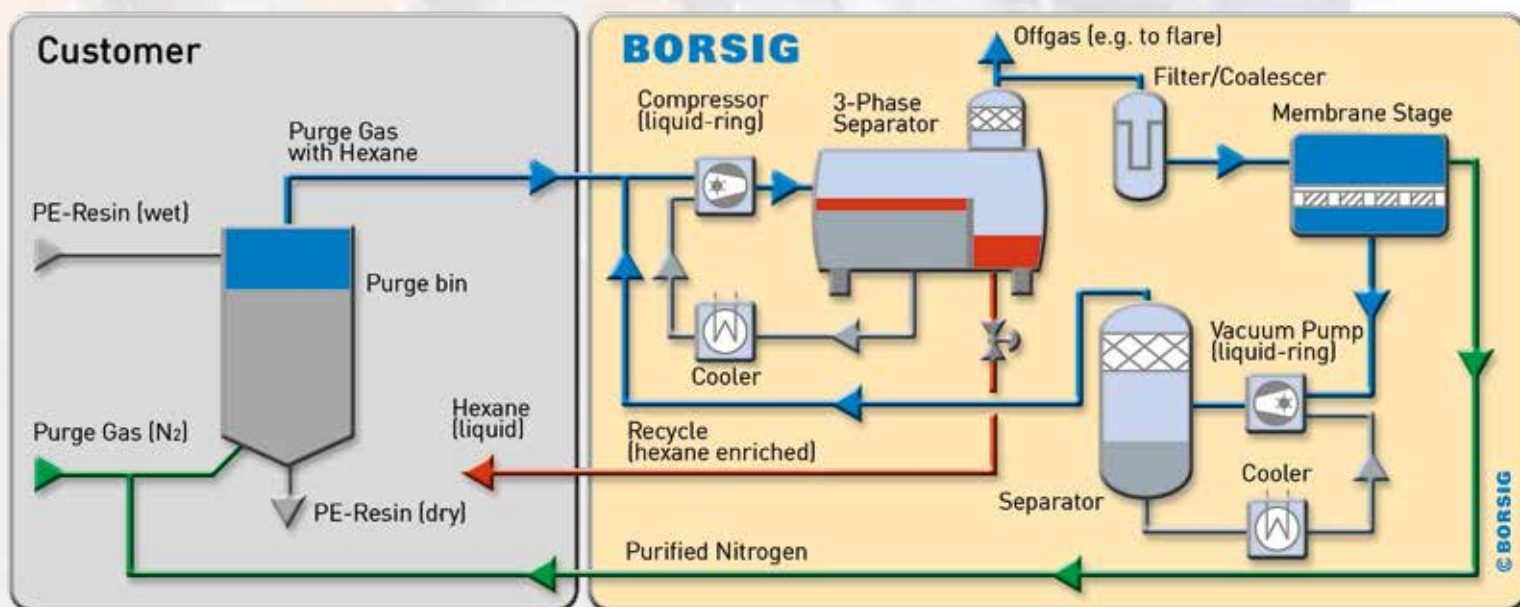 Customer
Purge Gas
with Hexane
PE-Resin (wet)
Purge bin
Purge Gas (N₂)
PE-Resin (dry)
Hexane
(liquid)
BORSIG
Compressor
(liquid-ring)
3-Phase
Separator
Offgas (e.g. to flare)
Filter/Coalescer
Membrane Stage
Cooler
Vacuum Pump
(liquid-ring)
Recycle
(hexane enriched)
Separator
Cooler
Purified Nitrogen
© BORSIG